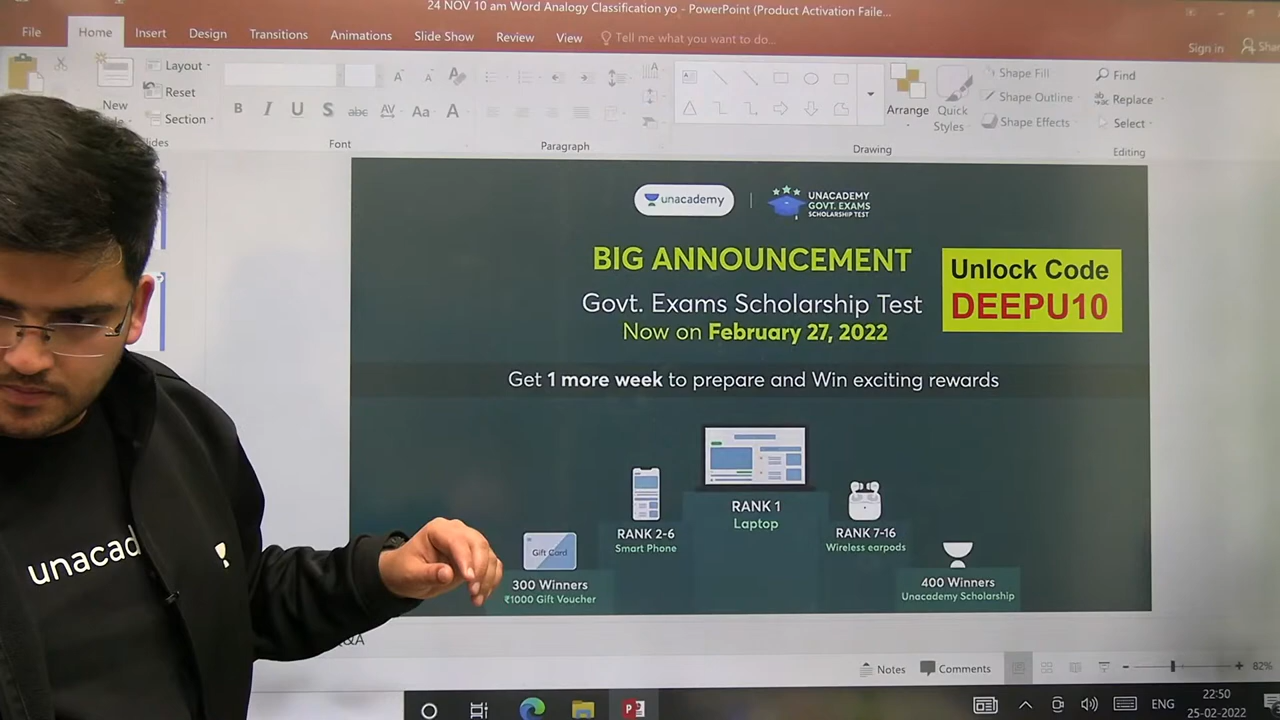 24 NOV 10 am Word Analogy Classification yo - PowerPoint (Product Activation Faile...
File Home Insert Design Transitions Animations Slide Show Review View Tell me what you want to do...
Sign in
Layout
Reset
Section
New
Font
Paragraph
Arrange
Quick
Styles
Shape Fill
Shape Outline
Shape Effects
Drawing
Find
Replace
Select
Editing
unacademy
UNACADEMY
GOVT. EXAMS
SCHOLARSHIP TEST
BIG ANNOUNCEMENT
Unlock Code
DEEPU10
Govt. Exams Scholarship Test
Now on February 27, 2022
Get 1 more week to prepare and Win exciting rewards
RANK 1
Laptop
RANK 2-6
Smart Phone
RANK 7-16
Wireless earpods
Gift Card
300 Winners
₹1000 Gift Voucher
400 Winners
Unacademy Scholarship
unacad
Notes
Comments
82%
ENG
22:50
25-02-2022